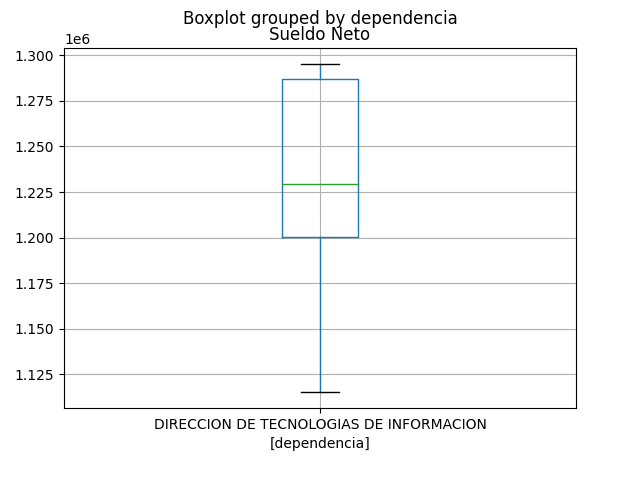 Boxplot grouped by dependencia
Sueldo Neto
1e6
1.300
1.275
1.250
1.225
1.200
1.175
1.150
1.125
DIRECCION DE TECNOLOGIAS DE INFORMACION
[dependencia]